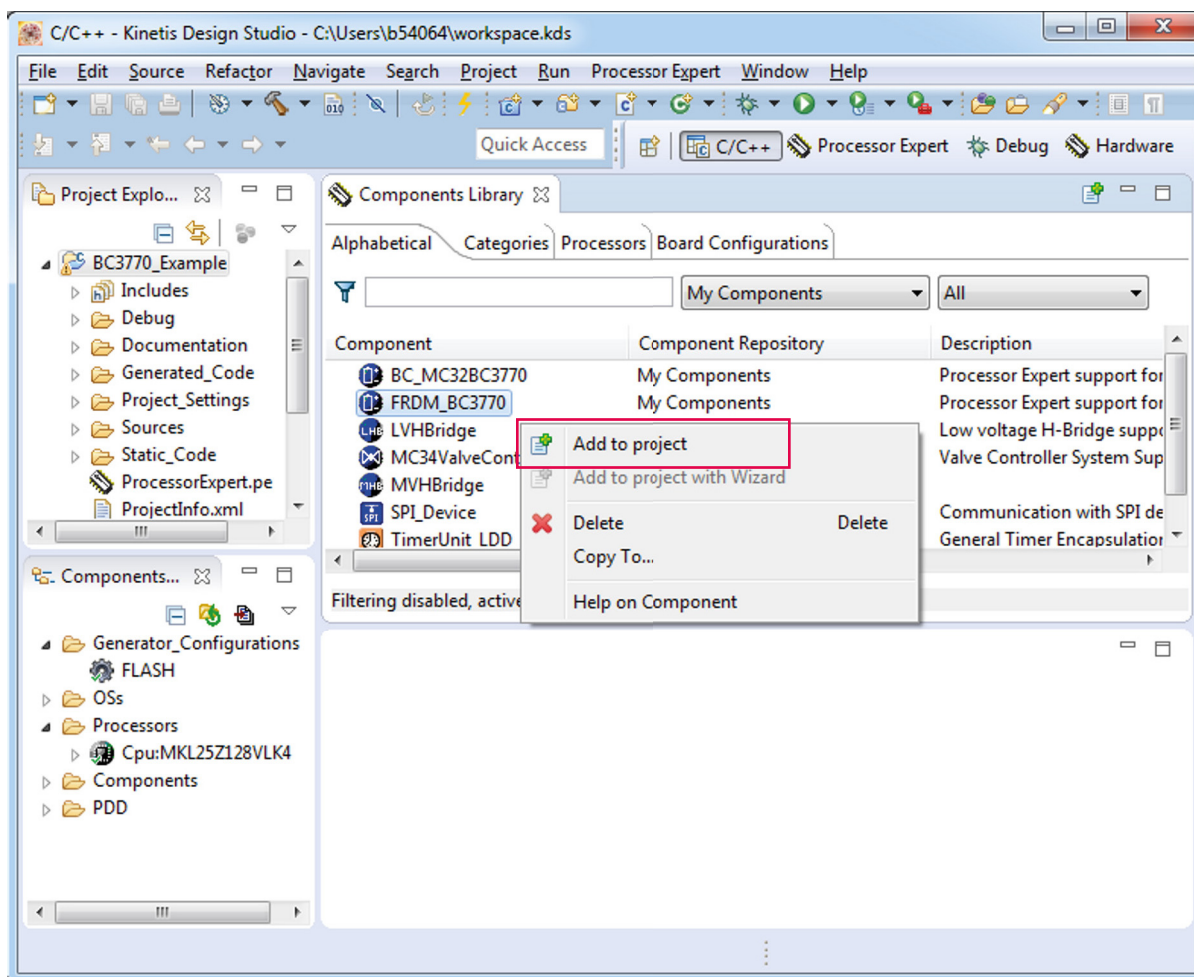 C/C++ - Kinetis Design Studio - C:\Users\b54064\workspace.kds
File Edit Source Refactor Navigate Search Project Run Processor Expert Window Help
Quick Access C/C++ Processor Expert Debug Hardware
Project Explo...
BC3770_Example
Includes
Debug
Documentation
Generated_Code
Project_Settings
Sources
Static_Code
ProcessorExpert.pe
ProjectInfo.xml
Components Library
Alphabetical Categories Processors Board Configurations
My Components All
Component Component Repository Description
BC_MC32BC3770 My Components Processor Expert support for
FRDM_BC3770 My Components Processor Expert support for
LVHBridge Low voltage H-Bridge suppo
MC34ValveCont Valve Controller System Sup
MVHBridge
SPI_Device Communication with SPI de
TimerUnit_LDD General Timer Encapsulation
Filtering disabled, active
Add to project
Add to project with Wizard
Delete Delete
Copy To...
Help on Component
Components...
Generator_Configurations
FLASH
OSs
Processors
Cpu:MKL25Z128VLK4
Components
PDD